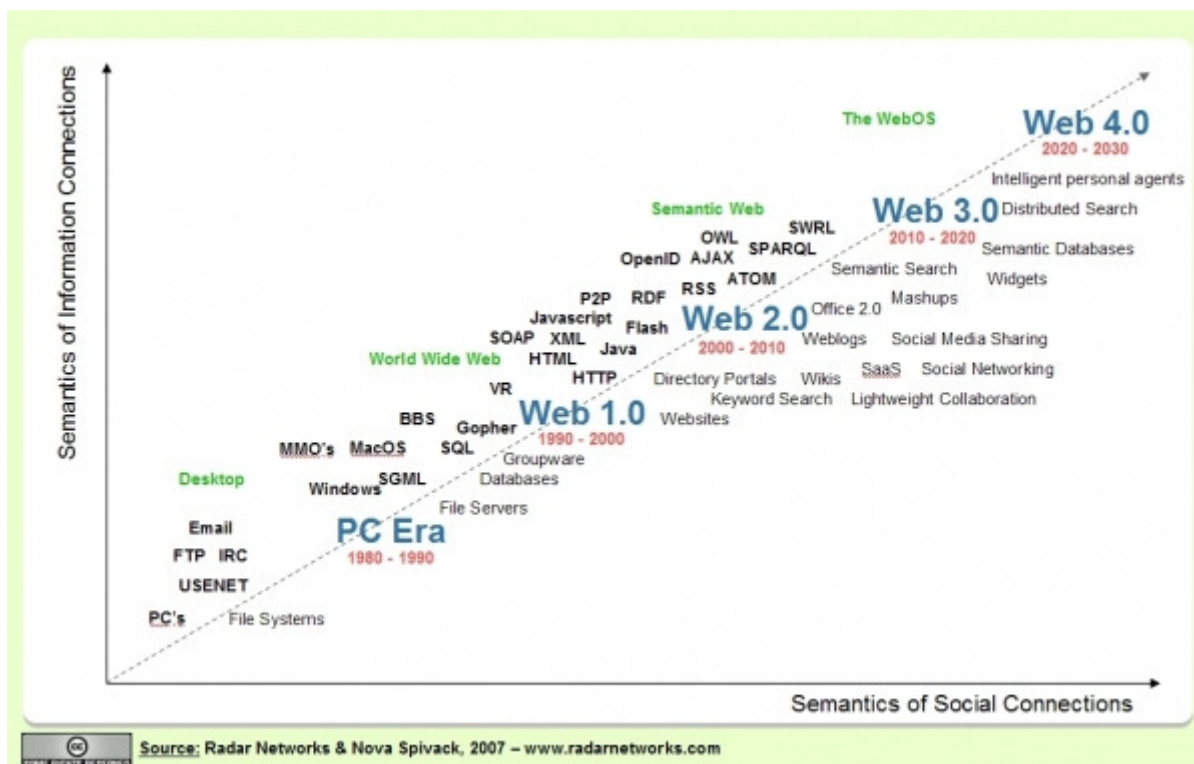 Semantics of Information Connections
The WebOS
Web 4.0
2020 - 2030
Intelligent personal agents
Semantic Web
Web 3.0
Distributed Search
2010 - 2020
SWRL
OWL
SPARQL
Semantic Databases
OpenID
AJAX
Semantic Search
Widgets
ATOM
RSS
P2P
RDF
Mashups
Office 2.0
Javascript
Flash
Web 2.0
2000 - 2010
SOAP
XML
Java
Weblogs
Social Media Sharing
World Wide Web
HTML
HTTP
SaaS
Social Networking
Directory Portals
Wikis
VR
Keyword Search
Lightweight Collaboration
Web 1.0
1990 - 2000
Websites
BBS
Gopher
MMO's
MacOS
SQL
Groupware
Desktop
Windows
SGML
Databases
File Servers
Email
PC Era
1980 - 1990
FTP
IRC
USENET
PC's
File Systems
Semantics of Social Connections
cc
Source: Radar Networks & Nova Spivack, 2007 – www.radarnetworks.com